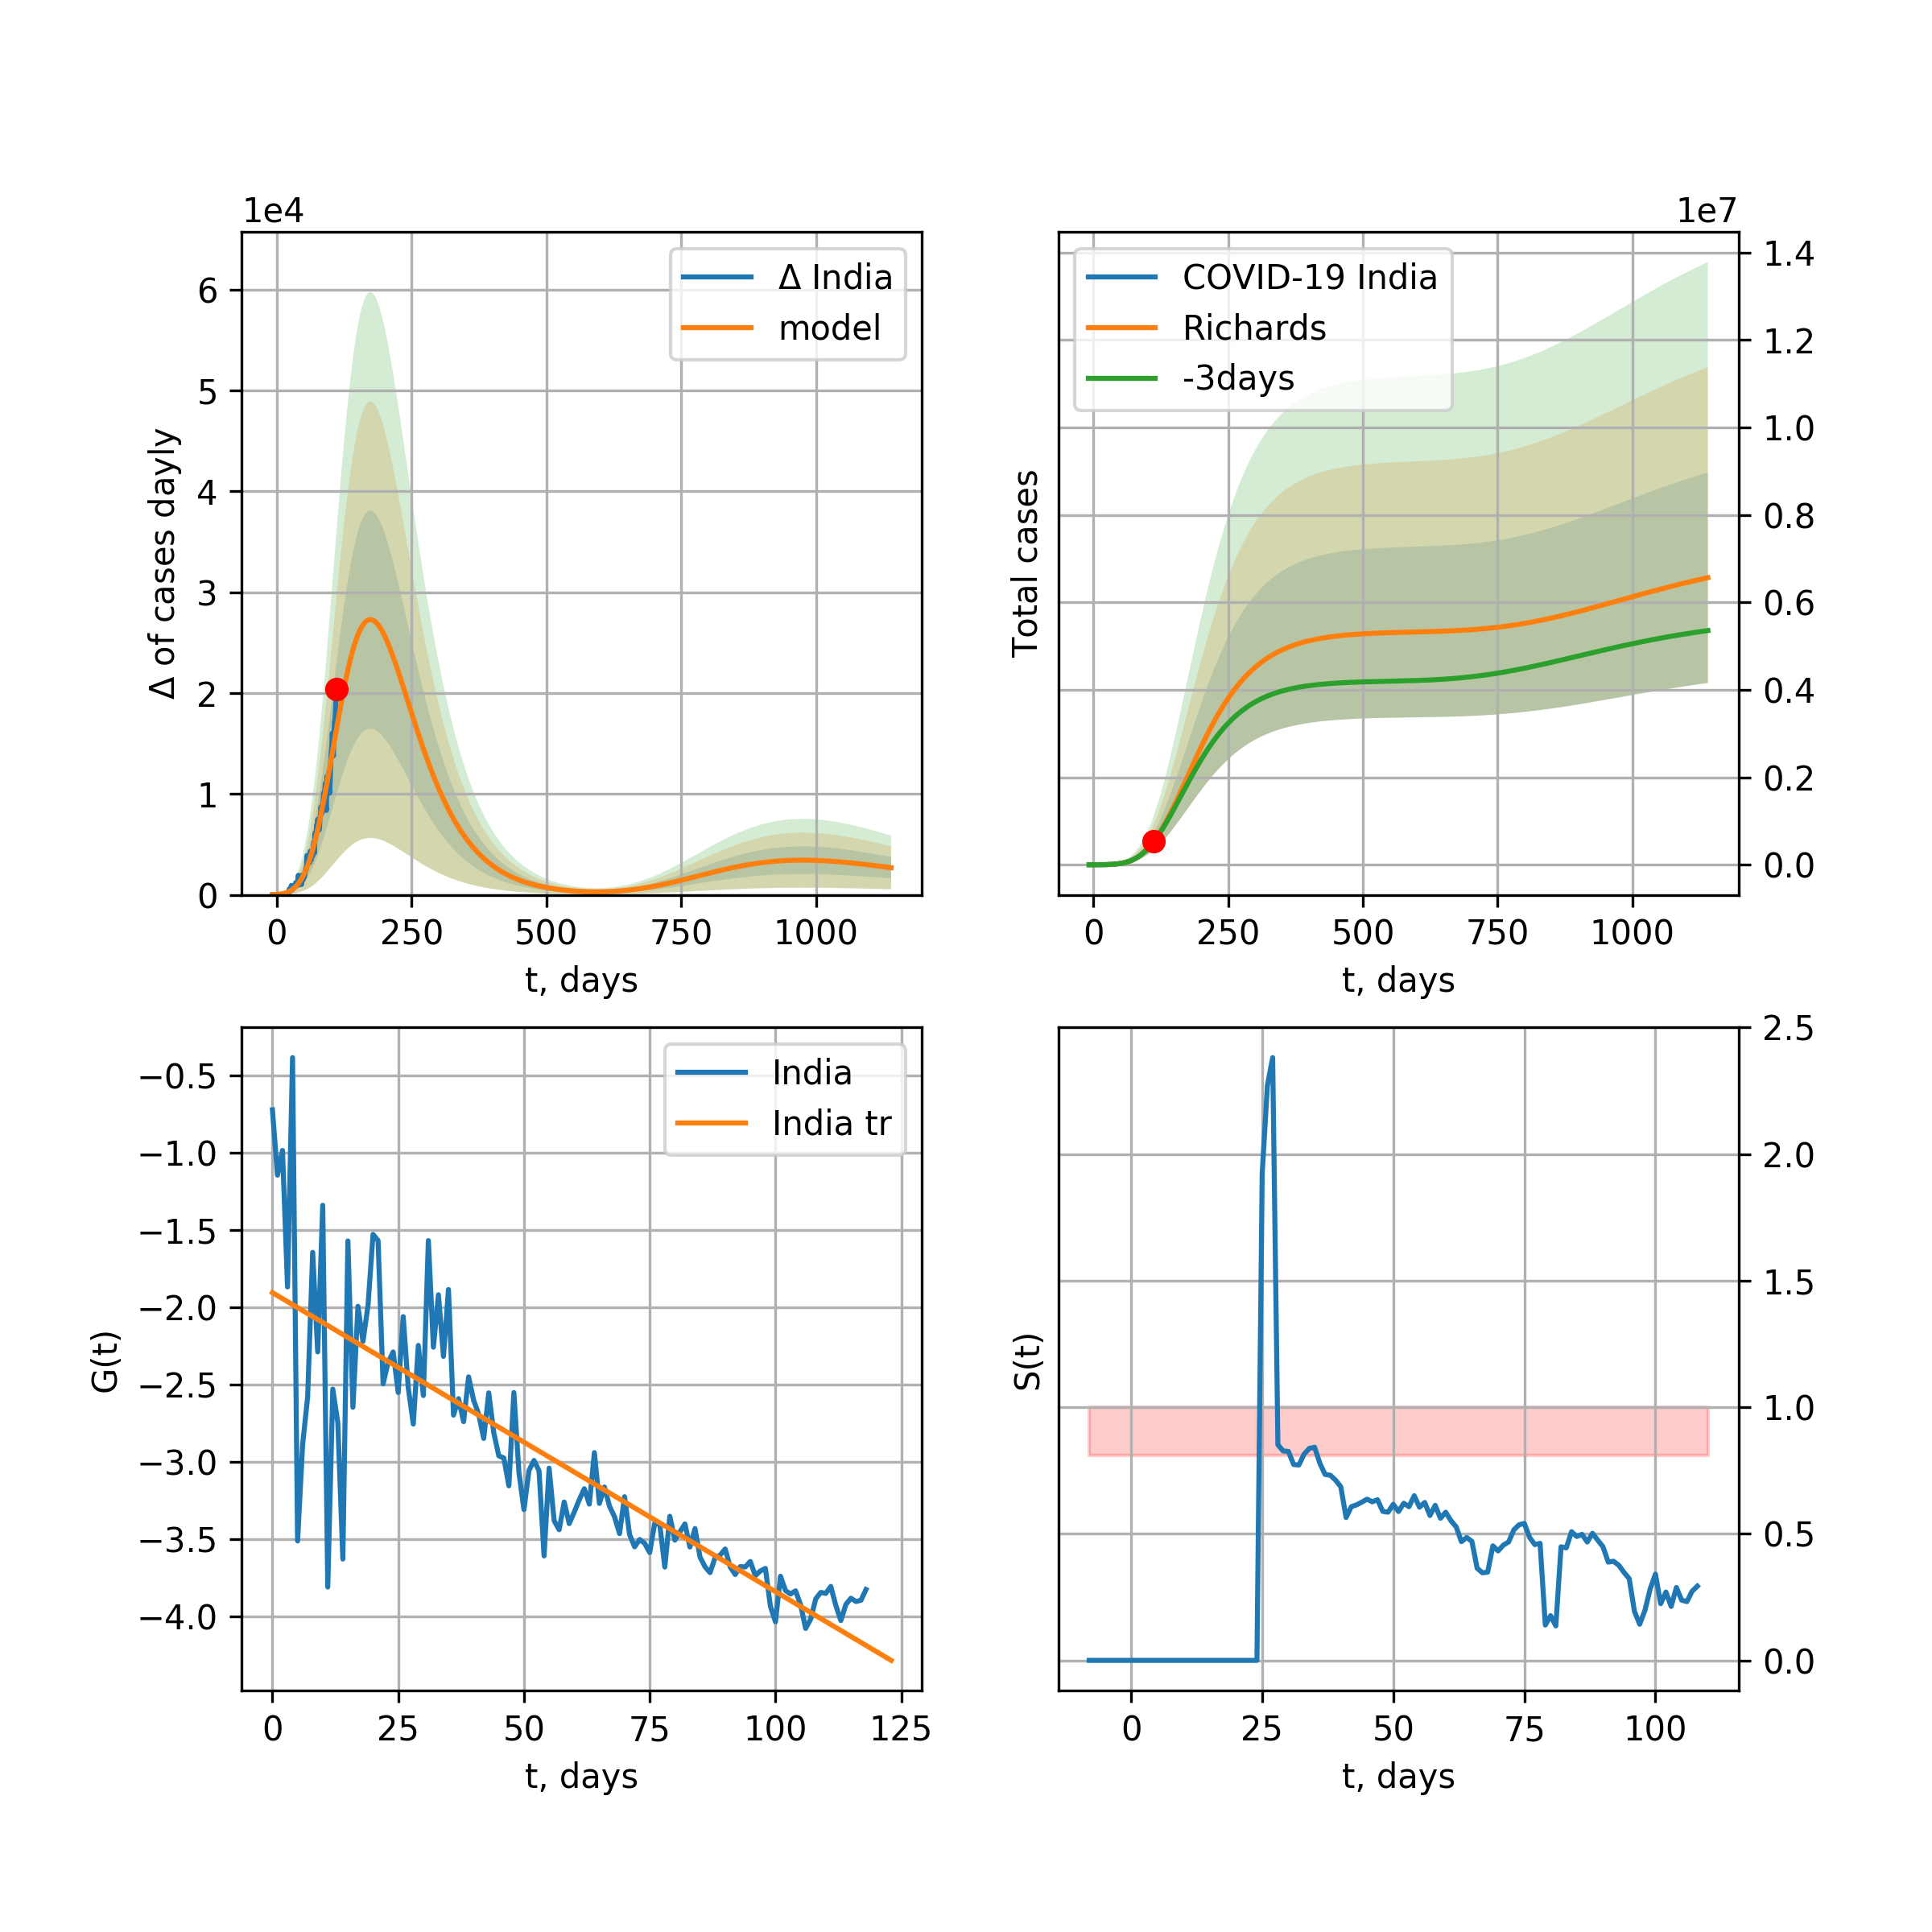 1e4
Δ of cases dayly
6
5
4
3
2
1
0
Δ India
model
0 250 500 750 1000
t, days
1e7
Total cases
COVID-19 India
Richards
-3days
1.4
1.2
1.0
0.8
0.6
0.4
0.2
0.0
0 250 500 750 1000
t, days
G(t)
−0.5
−1.0
−1.5
−2.0
−2.5
−3.0
−3.5
−4.0
India
India tr
0 25 50 75 100 125
t, days
S(t)
2.5
2.0
1.5
1.0
0.5
0.0
0 25 50 75 100
t, days